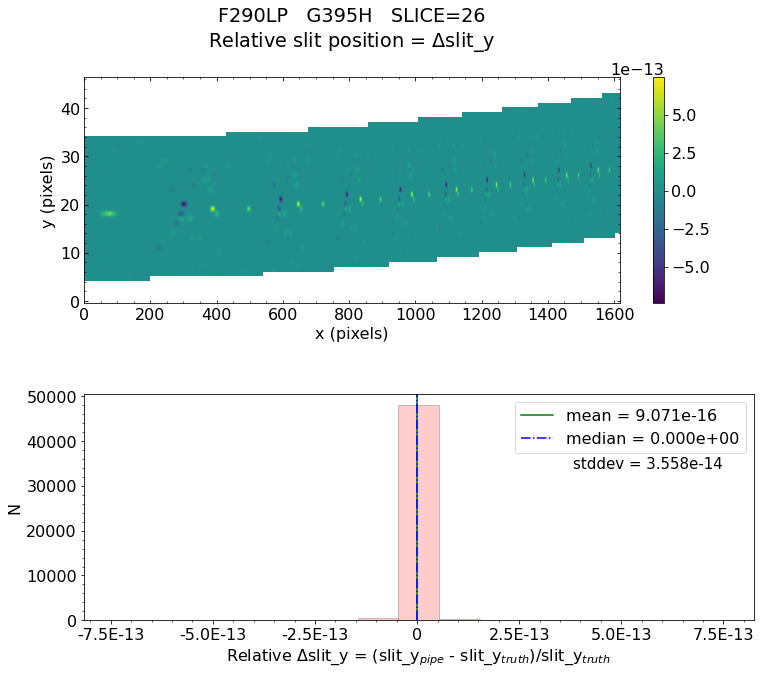 F290LP G395H SLICE=26
Relative slit position = Δslit_y
1e−13
40
30
20
10
0
y (pixels)
0 200 400 600 800 1000 1200 1400 1600
x (pixels)
5.0
2.5
0.0
−2.5
−5.0
50000
40000
30000
20000
10000
0
N
mean = 9.071e-16
median = 0.000e+00
stddev = 3.558e-14
-7.5E-13 -5.0E-13 -2.5E-13 0 2.5E-13 5.0E-13 7.5E-13
Relative Δslit_y = (slit_y_pipe - slit_y_truth)/slit_y_truth